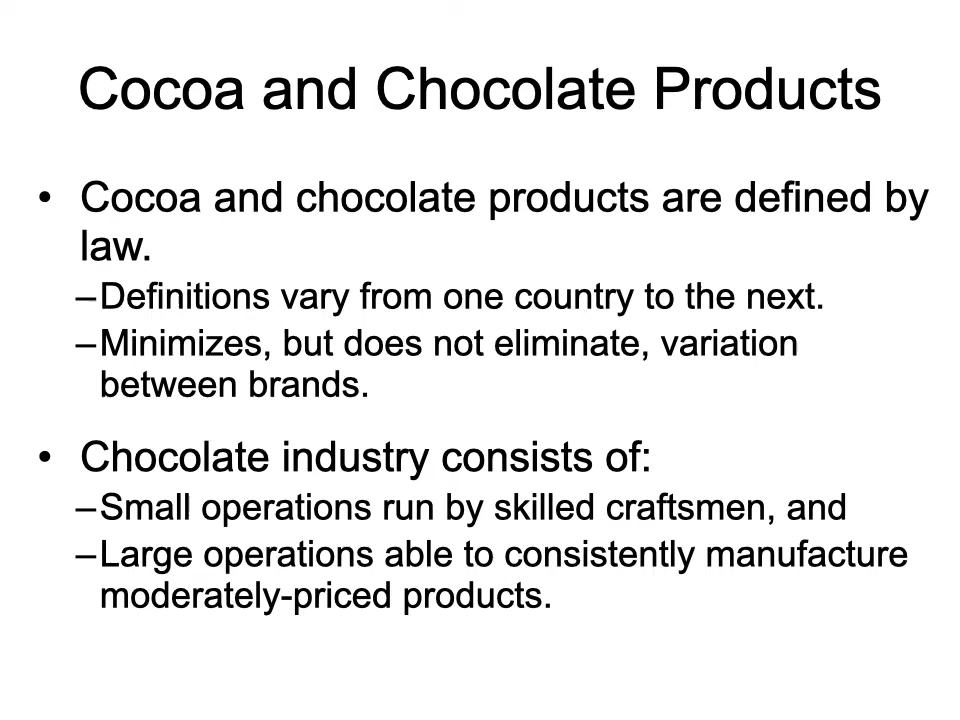 Cocoa and Chocolate Products
• Cocoa and chocolate products are defined by
law.
–Definitions vary from one country to the next.
–Minimizes, but does not eliminate, variation
between brands.
• Chocolate industry consists of:
–Small operations run by skilled craftsmen, and
–Large operations able to consistently manufacture
moderately-priced products.